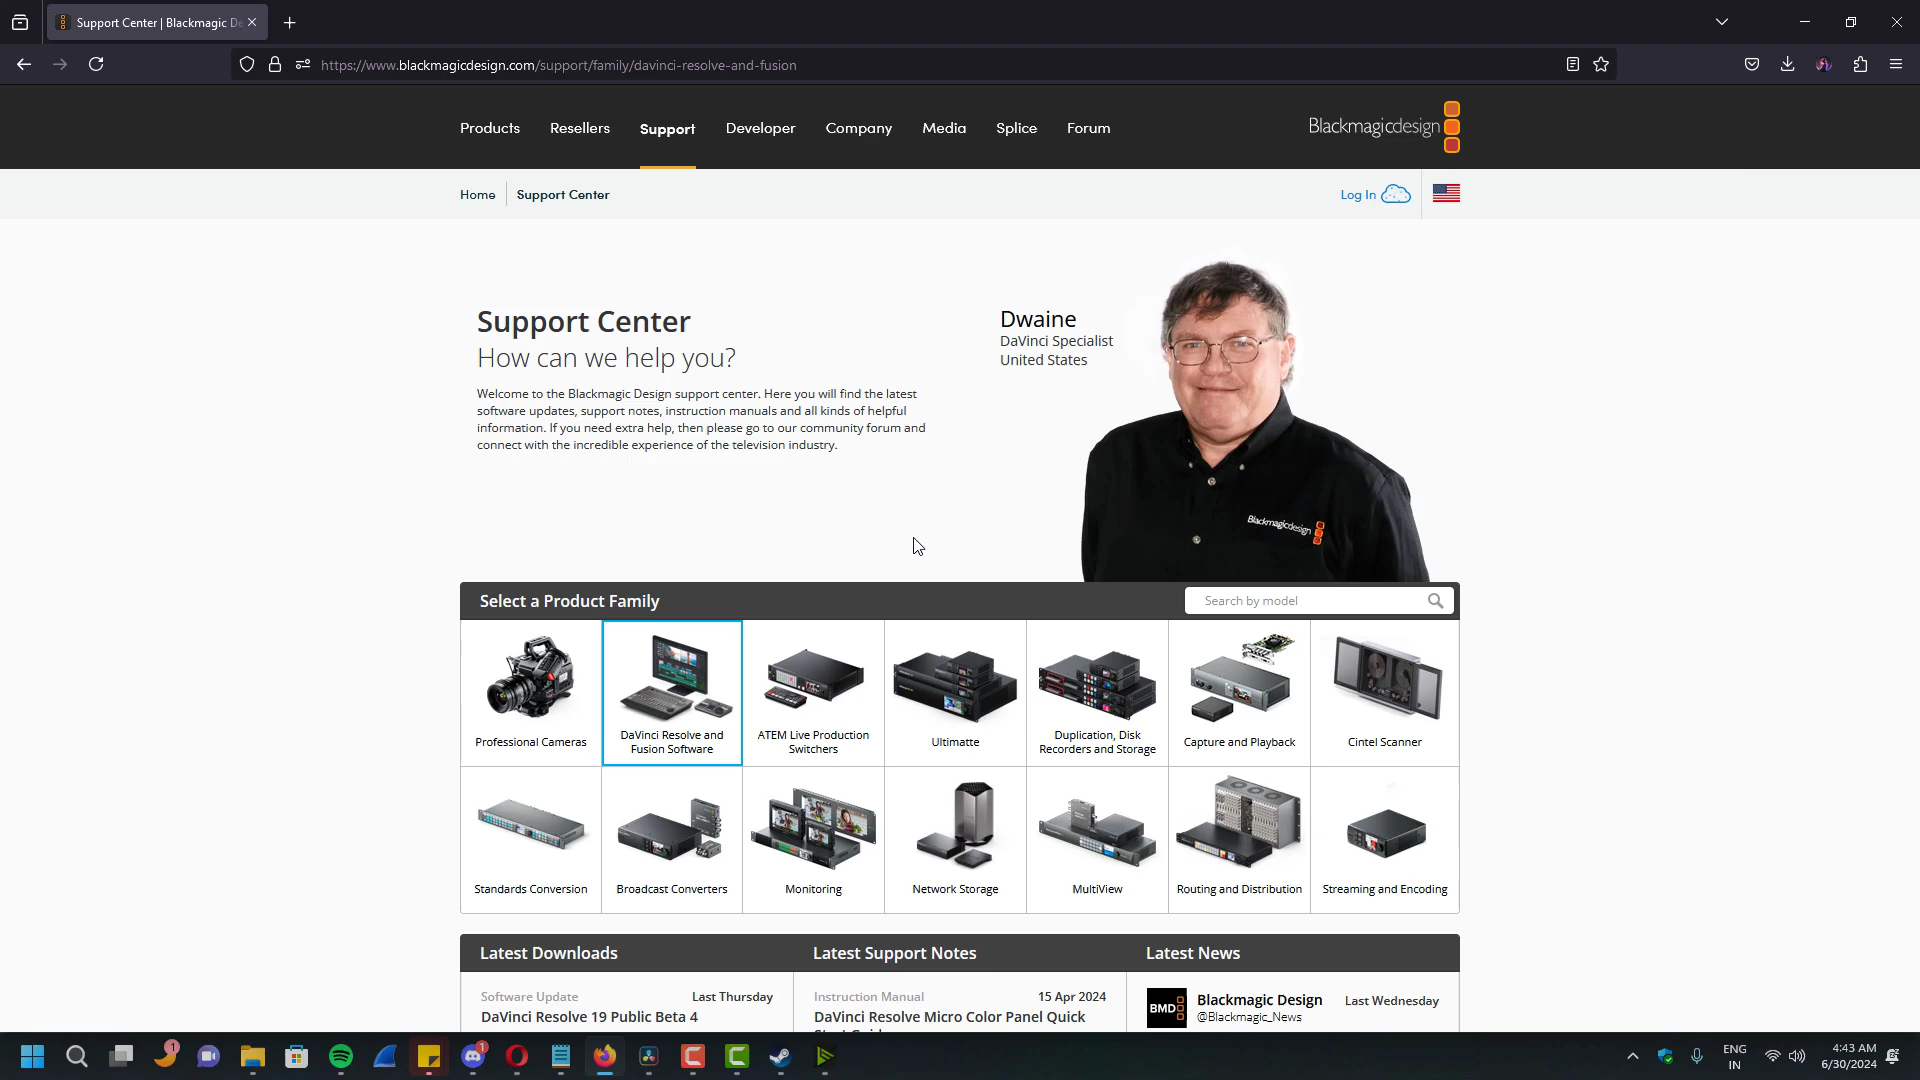 Support Center | Blackmagic De
https://www.blackmagicdesign.com/support/family/davinci-resolve-and-fusion
Products
Resellers
Support
Developer
Company
Media
Splice
Forum
Blackmagicdesign
Home
Support Center
Log In
Support Center
How can we help you?
Welcome to the Blackmagic Design support center. Here you will find the latest
software updates, support notes, instruction manuals and all kinds of helpful
information. If you need extra help, then please go to our community forum and
connect with the incredible experience of the television industry.
Dwaine
DaVinci Specialist
United States
Blackmagicdesign
Select a Product Family
Search by model
Professional Cameras
DaVinci Resolve and
Fusion Software
ATEM Live Production
Switchers
Ultimatte
Duplication, Disk
Recorders and Storage
Capture and Playback
Cintel Scanner
Standards Conversion
Broadcast Converters
Monitoring
Network Storage
MultiView
Routing and Distribution
Streaming and Encoding
Latest Downloads
Software Update
Last Thursday
DaVinci Resolve 19 Public Beta 4
Latest Support Notes
Instruction Manual
15 Apr 2024
DaVinci Resolve Micro Color Panel Quick
Start Guide
Latest News
BMD
Blackmagic Design
Last Wednesday
@Blackmagic_News
1
1
ENG
IN
4:43 AM
6/30/2024